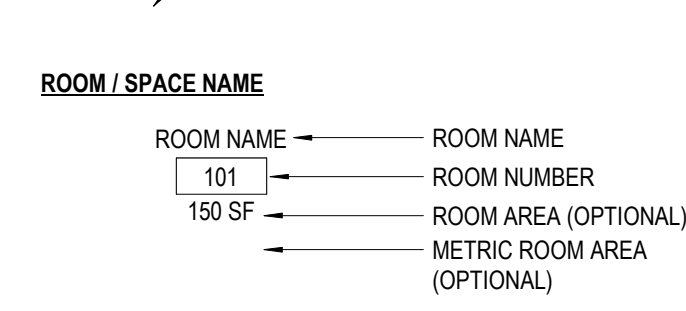 ROOM / SPACE NAME
ROOM NAME ROOM NAME
101 ROOM NUMBER
150 SF ROOM AREA (OPTIONAL)
METRIC ROOM AREA
(OPTIONAL)